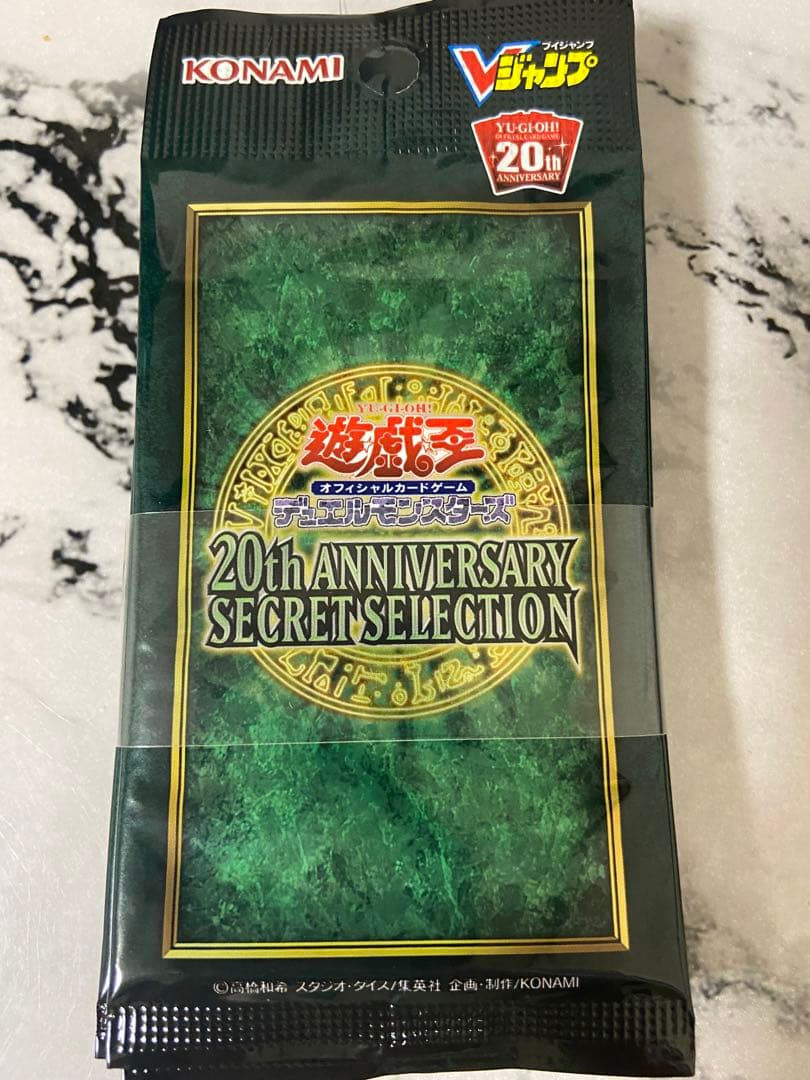 KONAMI
ブイジャンプ
Vジャンプ
YU-GI-OH!
OFFICIAL CARD GAME
20th
ANNIVERSARY
YU-GI-OH!
遊戯王
オフィシャルカードゲーム
デュエルモンスターズ
20th ANNIVERSARY
SECRET SELECTION
©高橋和希 スタジオ・ダイス/集英社 企画・制作/KONAMI